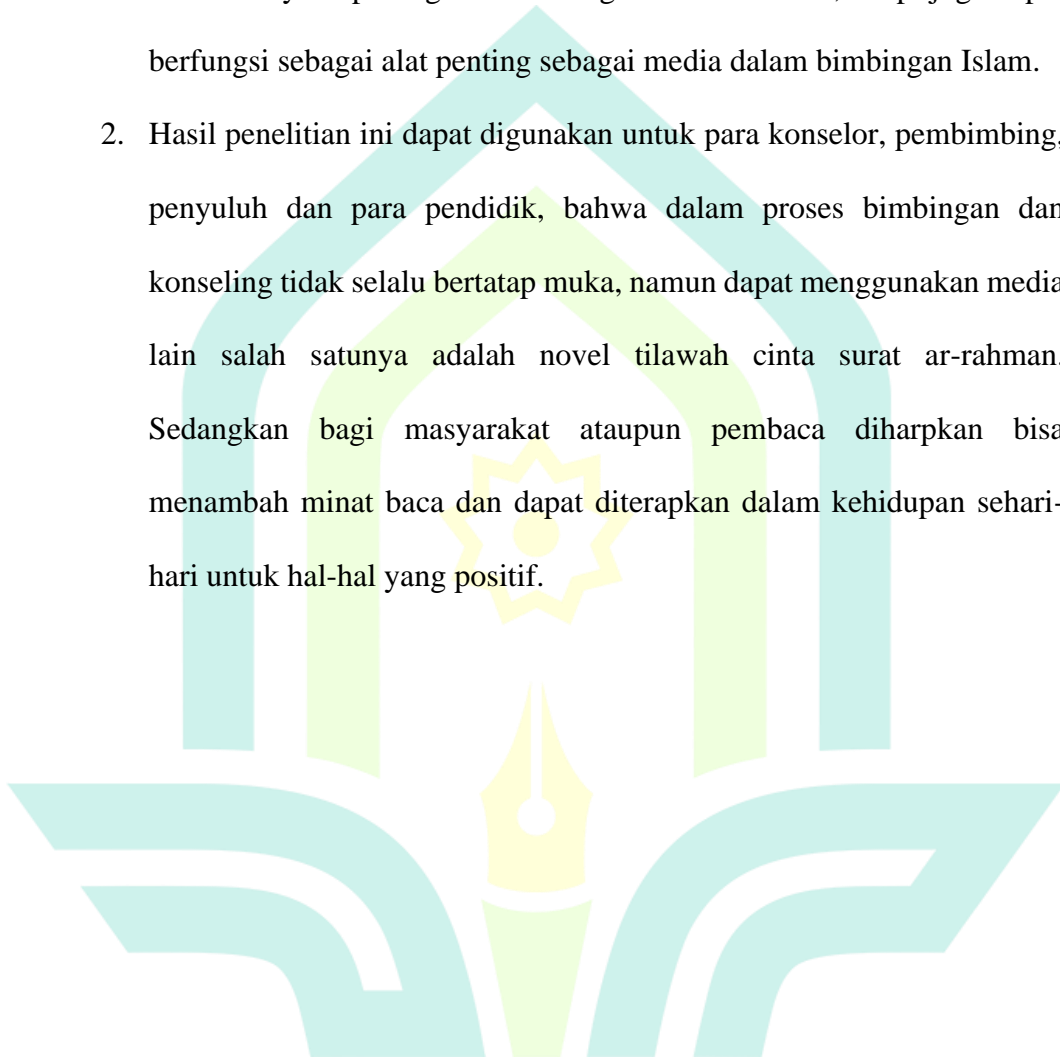 berfungsi sebagai alat penting sebagai media dalam bimbingan Islam.
2. Hasil penelitian ini dapat digunakan untuk para konselor, pembimbing,
penyuluh dan para pendidik, bahwa dalam proses bimbingan dan
konseling tidak selalu bertatap muka, namun dapat menggunakan media
lain salah satunya adalah novel tilawah cinta surat ar-rahman.
Sedangkan bagi masyarakat ataupun pembaca diharpkan bisa
menambah minat baca dan dapat diterapkan dalam kehidupan sehari-
hari untuk hal-hal yang positif.